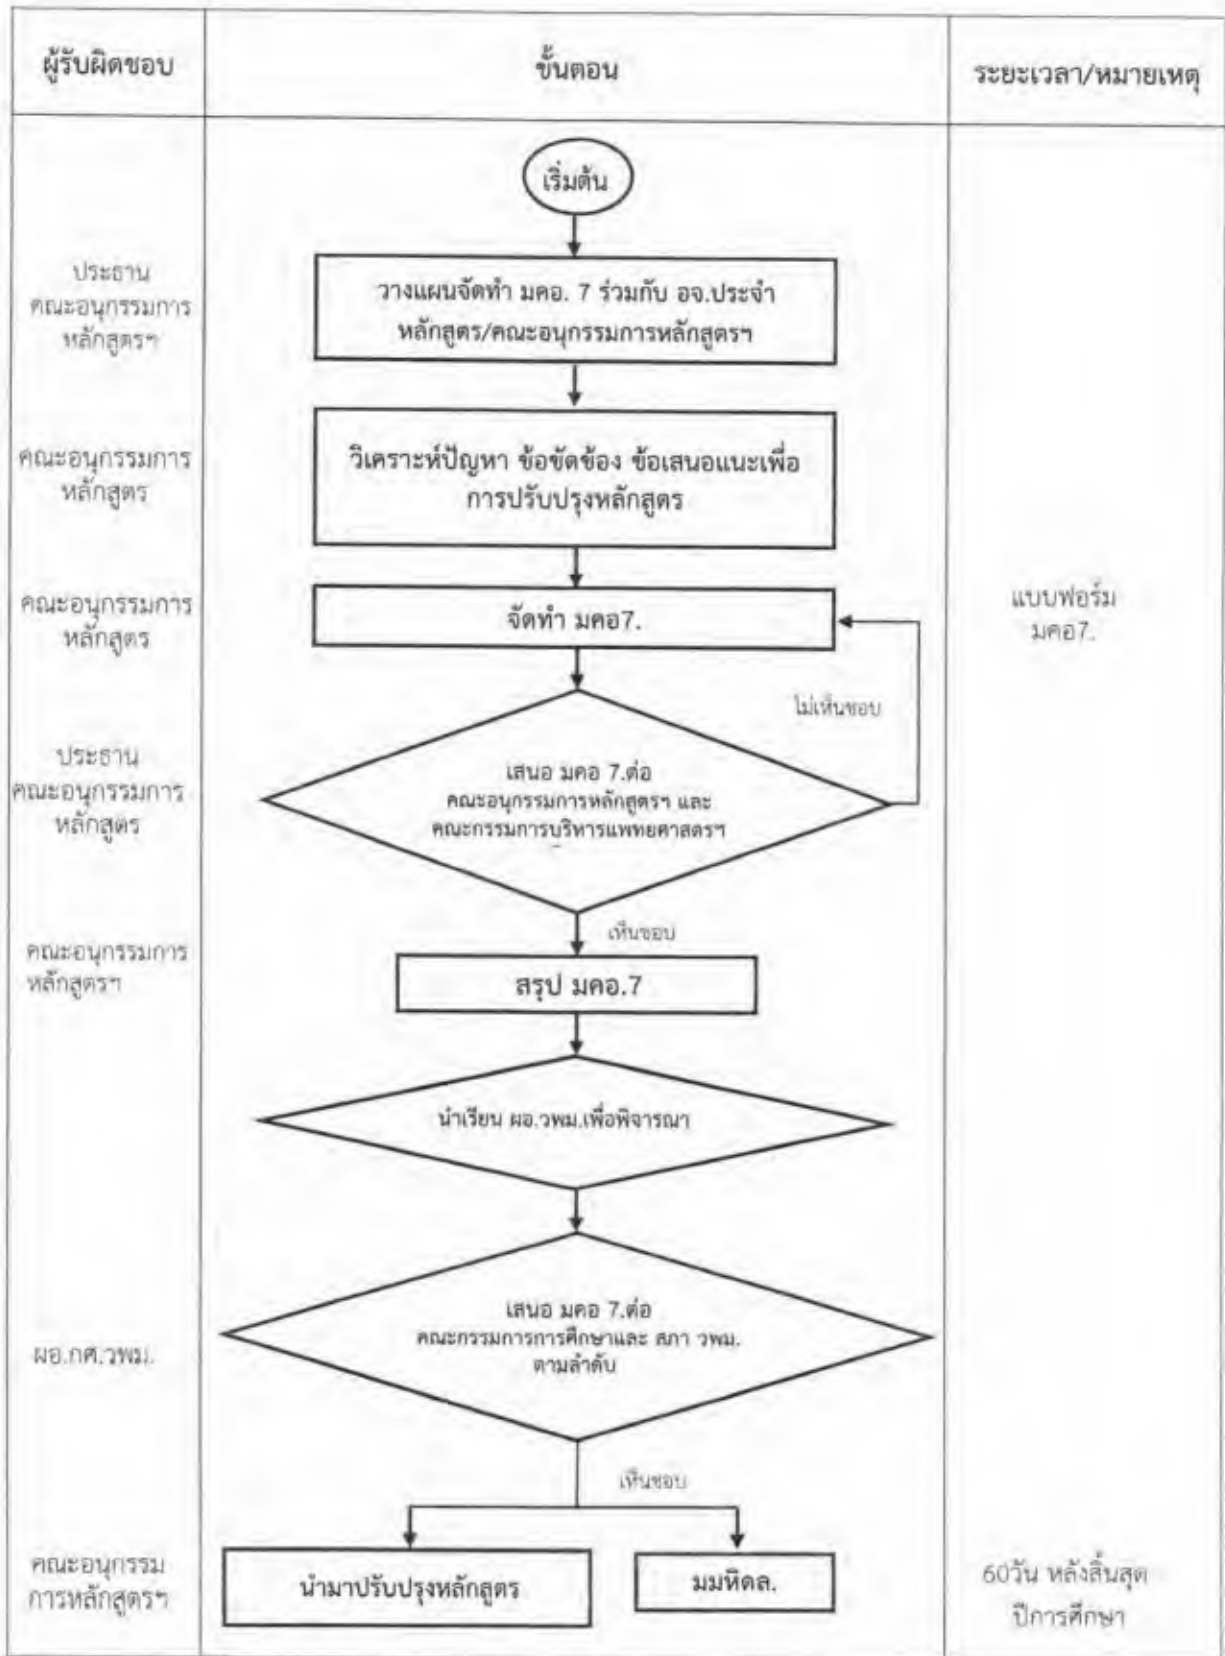 ผู้รับผิดชอบ
ขั้นตอน
ระยะเวลา/หมายเหตุ
เริ่มต้น
ประธาน
คณะอนุกรรมการ
หลักสูตรฯ
วางแผนจัดทำ มคอ. 7 ร่วมกับ อจ.ประจำ
หลักสูตร/คณะอนุกรรมการหลักสูตรฯ
คณะอนุกรรมการ
หลักสูตร
วิเคราะห์ปัญหา ข้อขัดข้อง ข้อเสนอแนะเพื่อ
การปรับปรุงหลักสูตร
คณะอนุกรรมการ
หลักสูตร
จัดทำ มคอ7.
แบบฟอร์ม
มคอ7.
ไม่เห็นชอบ
ประธาน
คณะอนุกรรมการ
หลักสูตร
เสนอ มคอ 7.ต่อ
คณะอนุกรรมการหลักสูตรฯ และ
คณะกรรมการบริหารแพทยศาสตรฯ
เห็นชอบ
คณะอนุกรรมการ
หลักสูตรฯ
สรุป มคอ.7
นำเรียน ผอ.วพม.เพื่อพิจารณา
ผอ.กศ.วพม.
เสนอ มคอ 7.ต่อ
คณะกรรมการการศึกษาและ สภา วพม.
ตามลำดับ
เห็นชอบ
คณะอนุกรรม
การหลักสูตรฯ
นำมาปรับปรุงหลักสูตร
มมหิดล.
60วัน หลังสิ้นสุด
ปีการศึกษา